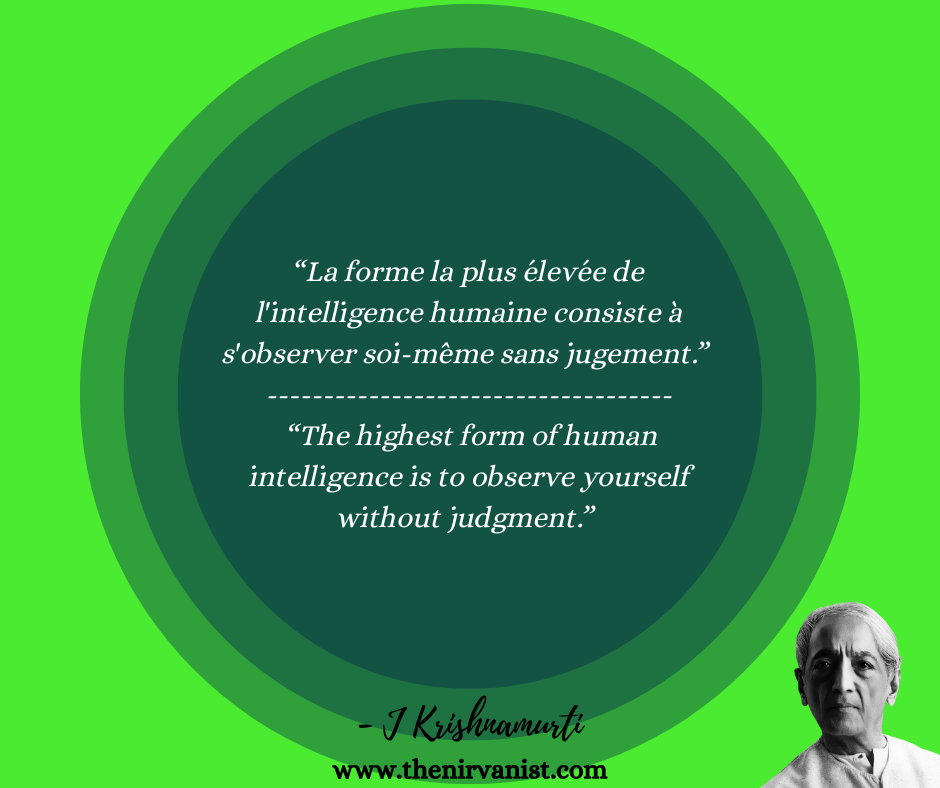 “La forme la plus élevée de
l'intelligence humaine consiste à
s'observer soi-même sans jugement.”
------------------------------------
“The highest form of human
intelligence is to observe yourself
without judgment.”
- J Krishnamurti
www.thenirvanist.com